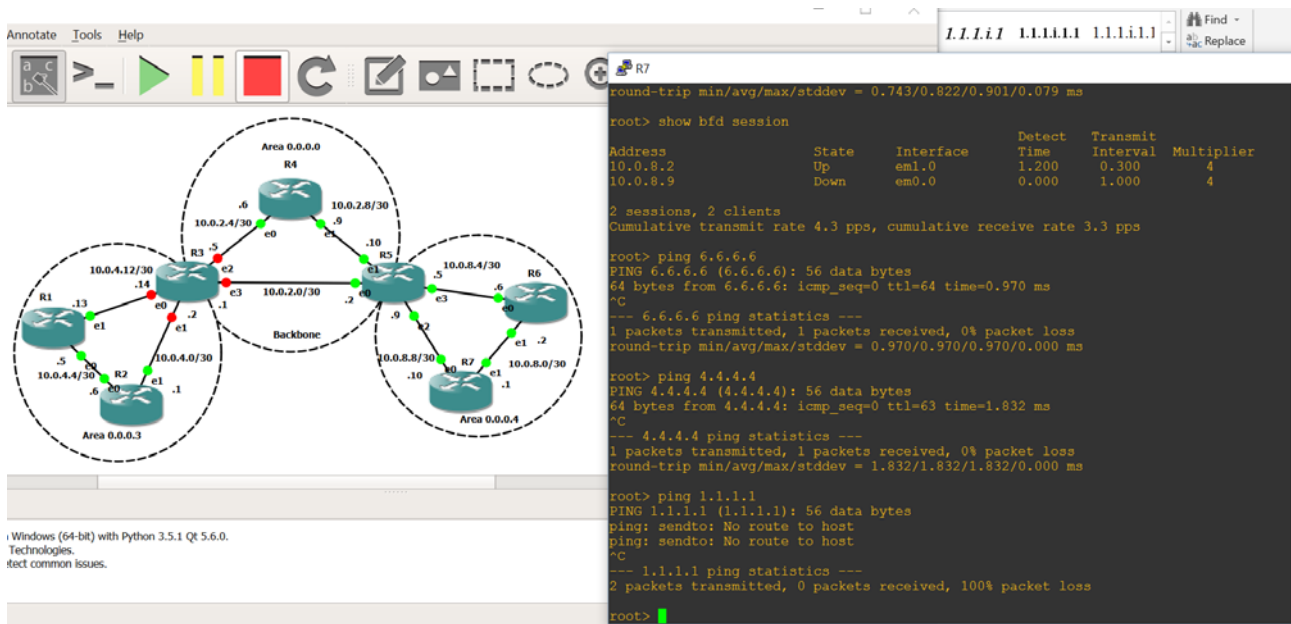 Annotate Tools Help
1.1.1.i.1 1.1.1.i.1.1 1.1.1.i.1.1
Find
Replace
a c
b
Area 0.0.0.0
R4
.6
10.0.2.8/30
10.0.2.4/30
.9
e0
e1
.5
.10
R3
R5
10.0.8.4/30
10.0.4.12/30
e2
e1
.5
R6
.14
e3
.6
R1
.13
10.0.2.0/30
e0
e0
.2
.1
.2
e0
e3
e1
e1
.9
e2
e1
.2
Backbone
.5
e0
10.0.4.0/30
10.0.8.8/30
R7
10.0.8.0/30
10.0.4.4/30
R2
e0
e1
.6
e0
e1
.1
.10
.1
Area 0.0.0.3
Area 0.0.0.4
Windows (64-bit) with Python 3.5.1 Qt 5.6.0.
Technologies.
common issues.
R7
round-trip min/avg/max/stddev = 0.743/0.822/0.901/0.079 ms
root> show bfd session
Detect Transmit
Address State Interface Time Interval Multiplier
10.0.8.2 Up em1.0 1.200 0.300 4
10.0.8.9 Down em0.0 0.000 1.000 4
2 sessions, 2 clients
Cumulative transmit rate 4.3 pps, cumulative receive rate 3.3 pps
root> ping 6.6.6.6
PING 6.6.6.6 (6.6.6.6): 56 data bytes
64 bytes from 6.6.6.6: icmp_seq=0 ttl=64 time=0.970 ms
^C
--- 6.6.6.6 ping statistics ---
1 packets transmitted, 1 packets received, 0% packet loss
round-trip min/avg/max/stddev = 0.970/0.970/0.970/0.000 ms
root> ping 4.4.4.4
PING 4.4.4.4 (4.4.4.4): 56 data bytes
64 bytes from 4.4.4.4: icmp_seq=0 ttl=63 time=1.832 ms
^C
--- 4.4.4.4 ping statistics ---
1 packets transmitted, 1 packets received, 0% packet loss
round-trip min/avg/max/stddev = 1.832/1.832/1.832/0.000 ms
root> ping 1.1.1.1
PING 1.1.1.1 (1.1.1.1): 56 data bytes
ping: sendto: No route to host
ping: sendto: No route to host
^C
--- 1.1.1.1 ping statistics ---
2 packets transmitted, 0 packets received, 100% packet loss
root>